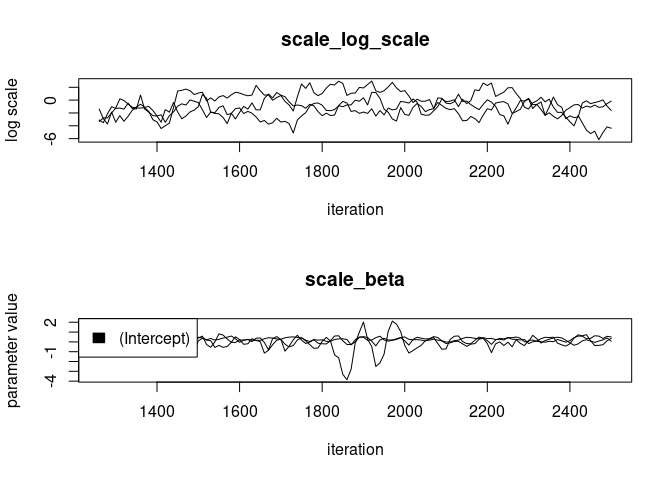 scale_log_scale
log scale
0
-6
1400 1600 1800 2000 2200 2400
iteration
scale_beta
parameter value
2
-1
-4
(Intercept)
1400 1600 1800 2000 2200 2400
iteration